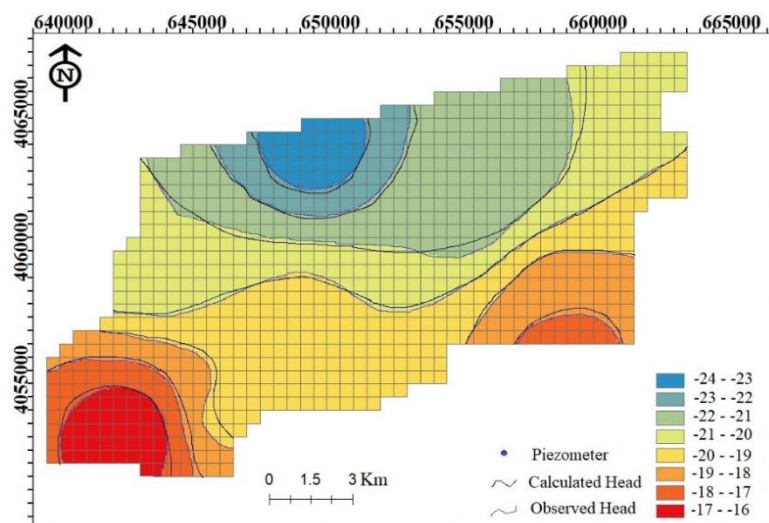 640000 645000 650000 655000 660000 665000
N
4065000
4060000
4055000
-24 - -23
-23 - -22
-22 - -21
-21 - -20
-20 - -19
-19 - -18
-18 - -17
-17 - -16
Piezometer
Calculated Head
Observed Head
0 1.5 3 Km